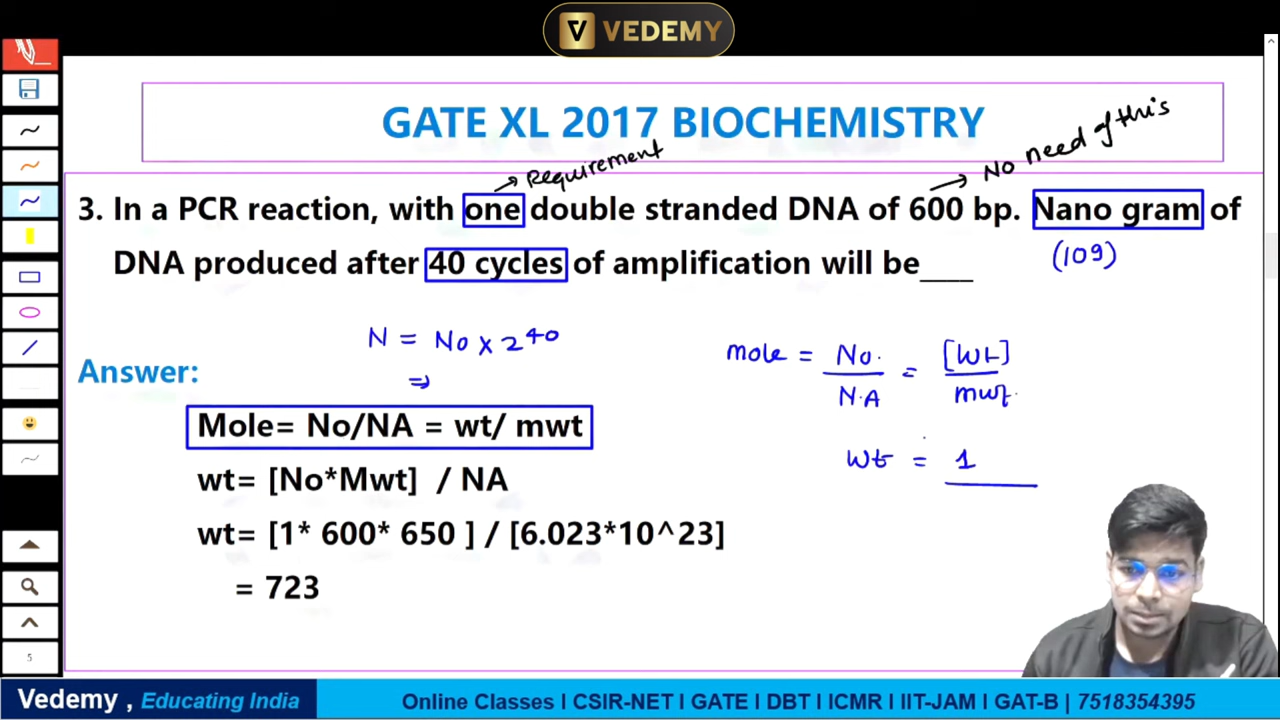 VEDEMY
GATE XL 2017 BIOCHEMISTRY
→ Requirement
→ No need of this
3. In a PCR reaction, with one double stranded DNA of 600 bp. Nano gram of
DNA produced after 40 cycles of amplification will be____
(109)
N = No x 2^40
⇒
mole = No. / N.A = [Wt] / mwt.
Answer:
Mole= No/NA = wt/ mwt
wt = 1
wt= [No*Mwt] / NA
wt= [1* 600* 650 ] / [6.023*10^23]
= 723
5
Vedemy , Educating India
Online Classes I CSIR-NET I GATE I DBT I ICMR I IIT-JAM I GAT-B | 7518354395